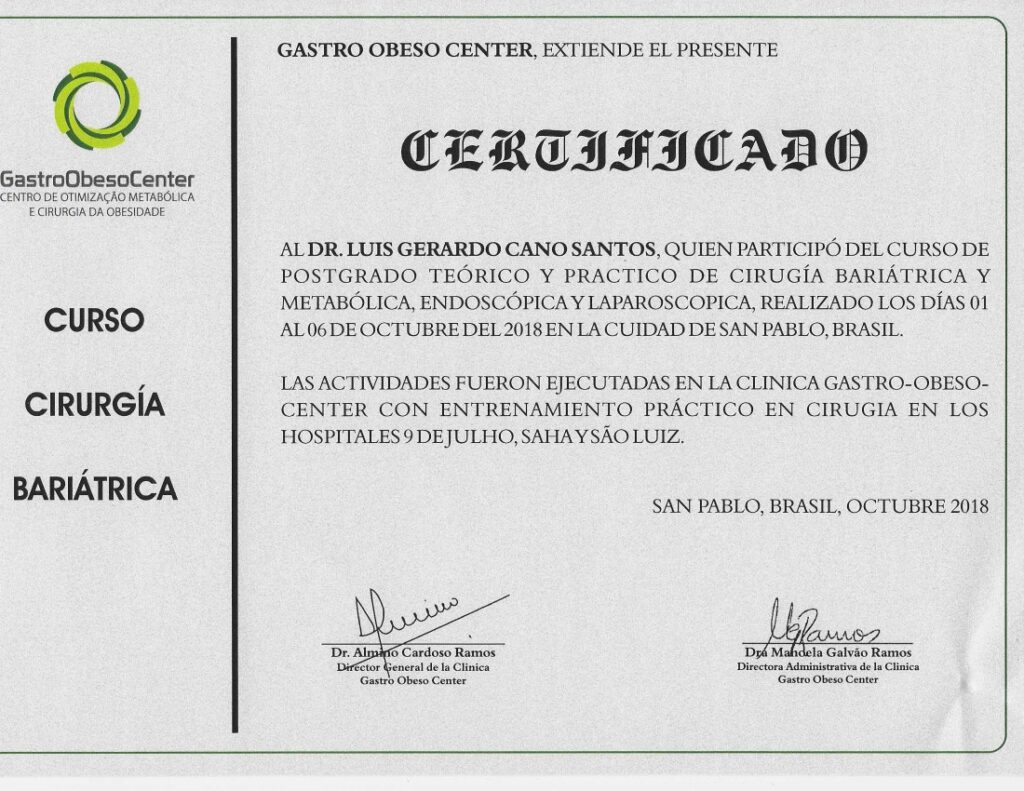 GastroObesoCenter
CENTRO DE OTIMIZAÇÃO METABÓLICA
E CIRURGIA DA OBESIDADE
CURSO
CIRURGÍA
BARIÁTRICA
GASTRO OBESO CENTER, EXTIENDE EL PRESENTE
CERTIFICADO
AL DR. LUIS GERARDO CANO SANTOS, QUIEN PARTICIPÓ DEL CURSO DE
POSTGRADO TEÓRICO Y PRACTICO DE CIRUGÍA BARIÁTRICA Y
METABÓLICA, ENDOSCÓPICA Y LAPAROSCOPICA, REALIZADO LOS DÍAS 01
AL 06 DE OCTUBRE DEL 2018 EN LA CUIDAD DE SAN PABLO, BRASIL.
LAS ACTIVIDADES FUERON EJECUTADAS EN LA CLINICA GASTRO-OBESO-
CENTER CON ENTRENAMIENTO PRÁCTICO EN CIRUGIA EN LOS
HOSPITALES 9 DE JULHO, SAHA Y SÃO LUIZ.
SAN PABLO, BRASIL, OCTUBRE 2018
Almino
Dr. Almino Cardoso Ramos
Director General de la Clinica
Gastro Obeso Center
MGRamos
Dra Manoela Galvão Ramos
Directora Administrativa de la Clinica
Gastro Obeso Center